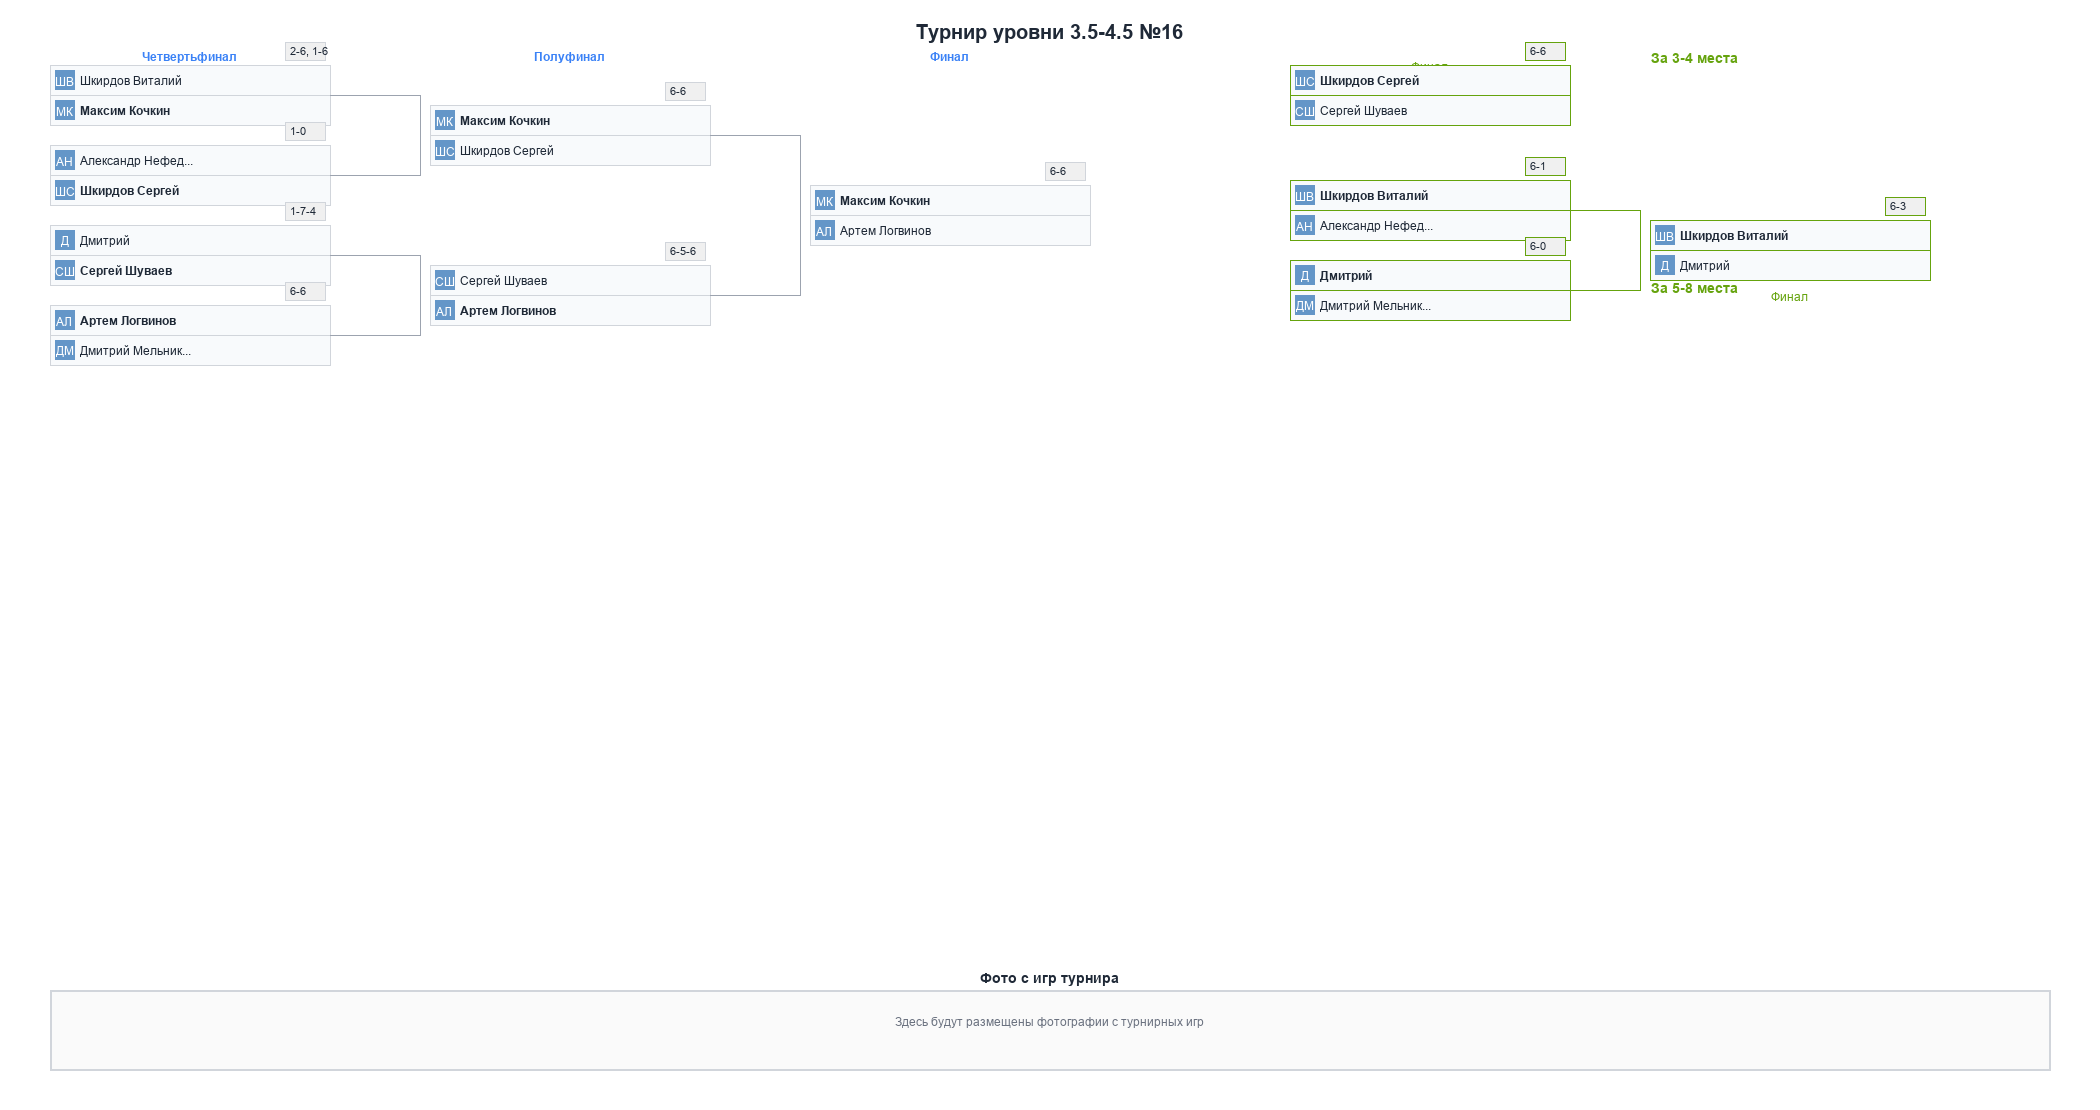 Турнир уровни 3.5-4.5 №16
Четвертьфинал
2-6, 1-6
ШВ Шкирдов Виталий
МК Максим Кочкин
1-0
АН Александр Нефед...
ШС Шкирдов Сергей
1-7-4
Д Дмитрий
СШ Сергей Шуваев
6-6
АЛ Артем Логвинов
ДМ Дмитрий Мельник...
Полуфинал
6-6
МК Максим Кочкин
ШС Шкирдов Сергей
6-5-6
СШ Сергей Шуваев
АЛ Артем Логвинов
Финал
6-6
МК Максим Кочкин
АЛ Артем Логвинов
За 3-4 места
Финал
6-6
ШС Шкирдов Сергей
СШ Сергей Шуваев
6-1
ШВ Шкирдов Виталий
АН Александр Нефед...
6-0
Д Дмитрий
ДМ Дмитрий Мельник...
6-3
ШВ Шкирдов Виталий
Д Дмитрий
За 5-8 места
Финал
Фото с игр турнира
Здесь будут размещены фотографии с турнирных игр